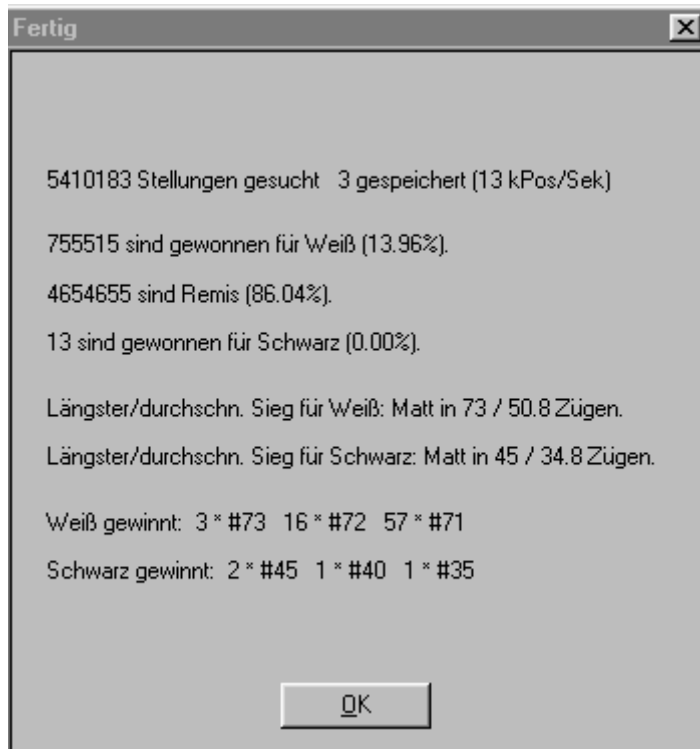 Fertig
5410183 Stellungen gesucht 3 gespeichert (13 kPos/Sek)
755515 sind gewonnen für Weiß (13.96%).
4654655 sind Remis (86.04%).
13 sind gewonnen für Schwarz (0.00%).
Längster/durchschn. Sieg für Weiß: Matt in 73 / 50.8 Zügen.
Längster/durchschn. Sieg für Schwarz: Matt in 45 / 34.8 Zügen.
Weiß gewinnt: 3 * #73 16 * #72 57 * #71
Schwarz gewinnt: 2 * #45 1 * #40 1 * #35
OK